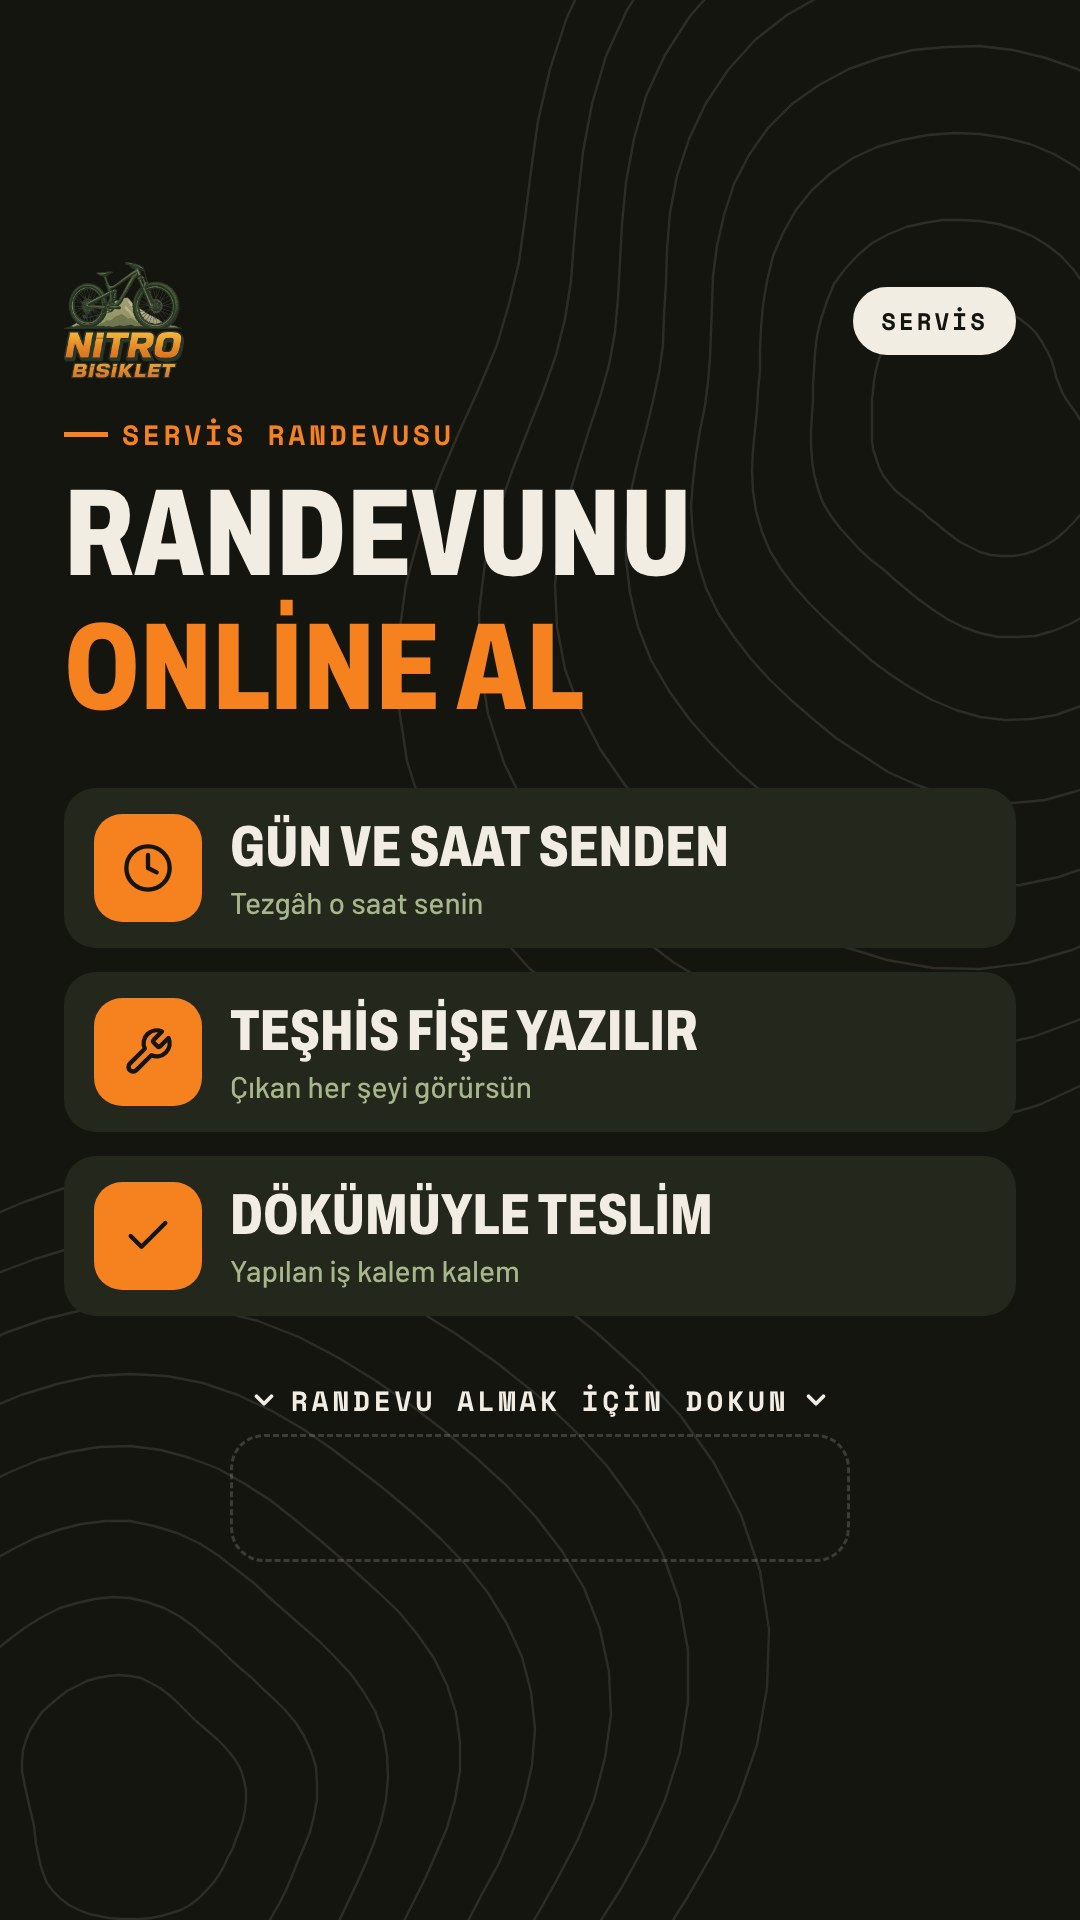 NiTRO
BiSiKLET
SERVİS
SERVİS RANDEVUSU
RANDEVUNU
ONLİNE AL
GÜN VE SAAT SENDEN
Tezgâh o saat senin
TEŞHİS FİŞE YAZILIR
Çıkan her şeyi görürsün
DÖKÜMÜYLE TESLİM
Yapılan iş kalem kalem
RANDEVU ALMAK İÇİN DOKUN